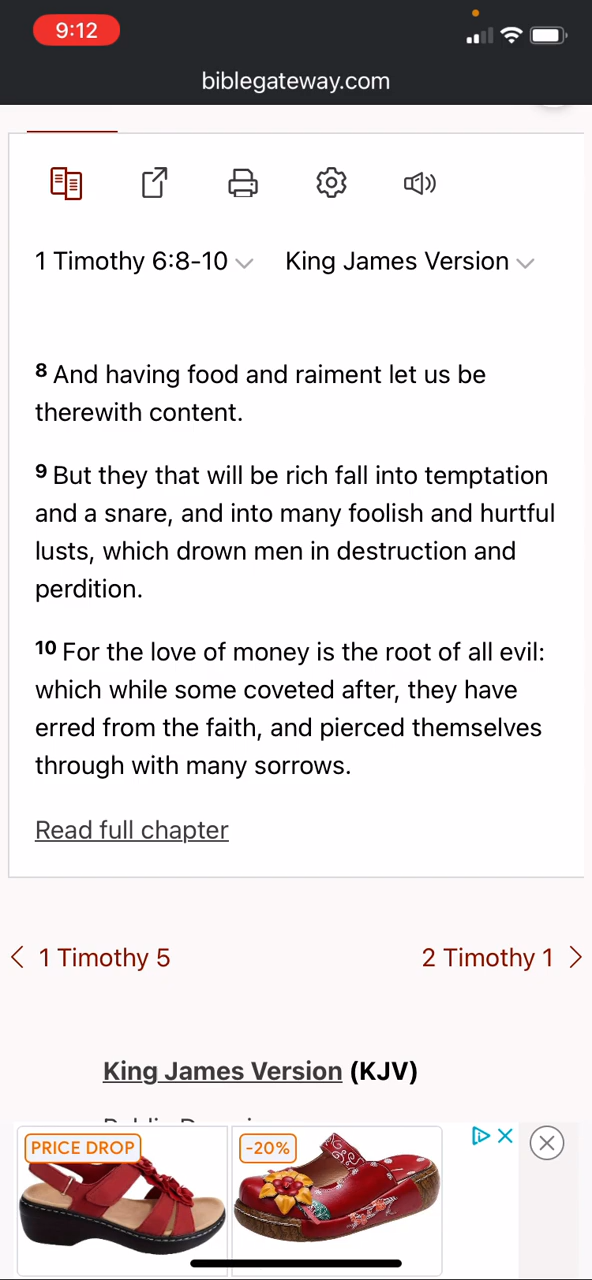 9:12
biblegateway.com
1 Timothy 6:8-10 King James Version
8 And having food and raiment let us be
therewith content.
9 But they that will be rich fall into temptation
and a snare, and into many foolish and hurtful
lusts, which drown men in destruction and
perdition.
10 For the love of money is the root of all evil:
which while some coveted after, they have
erred from the faith, and pierced themselves
through with many sorrows.
Read full chapter
1 Timothy 5 2 Timothy 1
King James Version (KJV)
PRICE DROP -20%